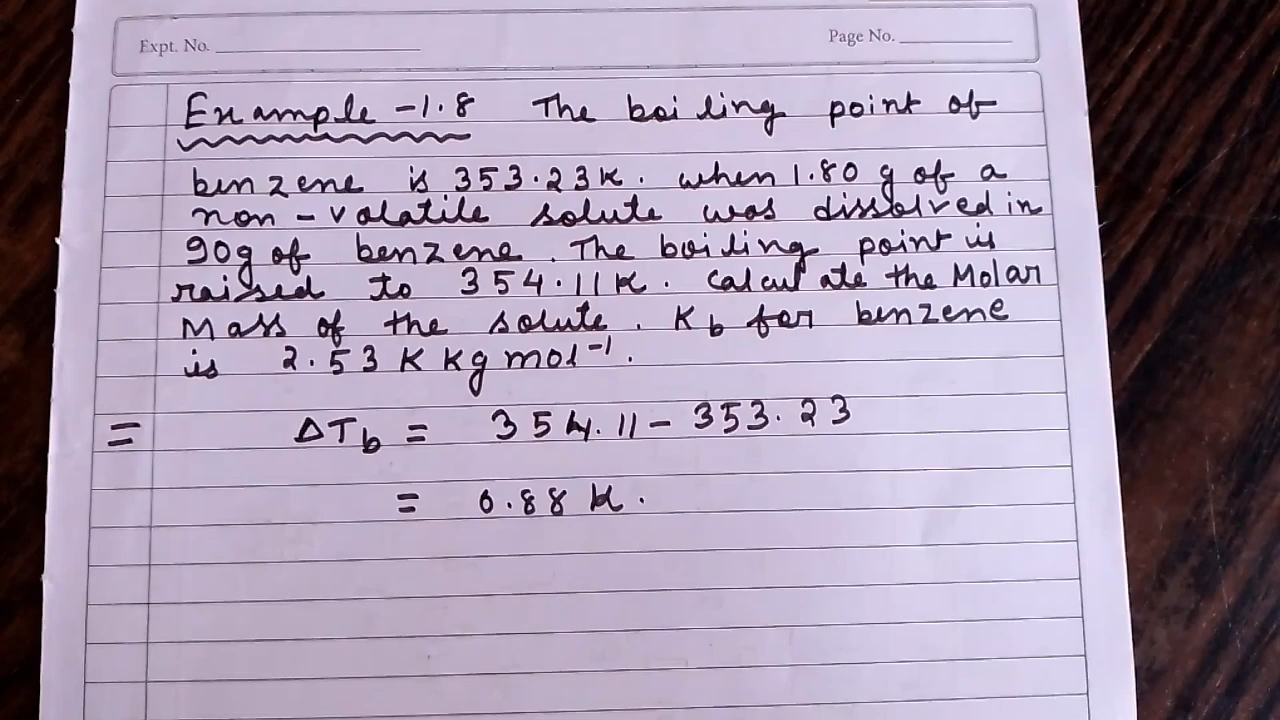 Expt. No.
Page No.
Example -1.8 The boiling point of
benzene is 353.23K. when 1.80 g of a
non-volatile solute was dissolved in
90g of benzene. The boiling point is
raised to 354.11K. Calculate the Molar
Mass of the solute. Kb for benzene
is 2.53 K Kg mol⁻¹.
= ΔTb = 354.11 - 353.23
= 0.88 K.